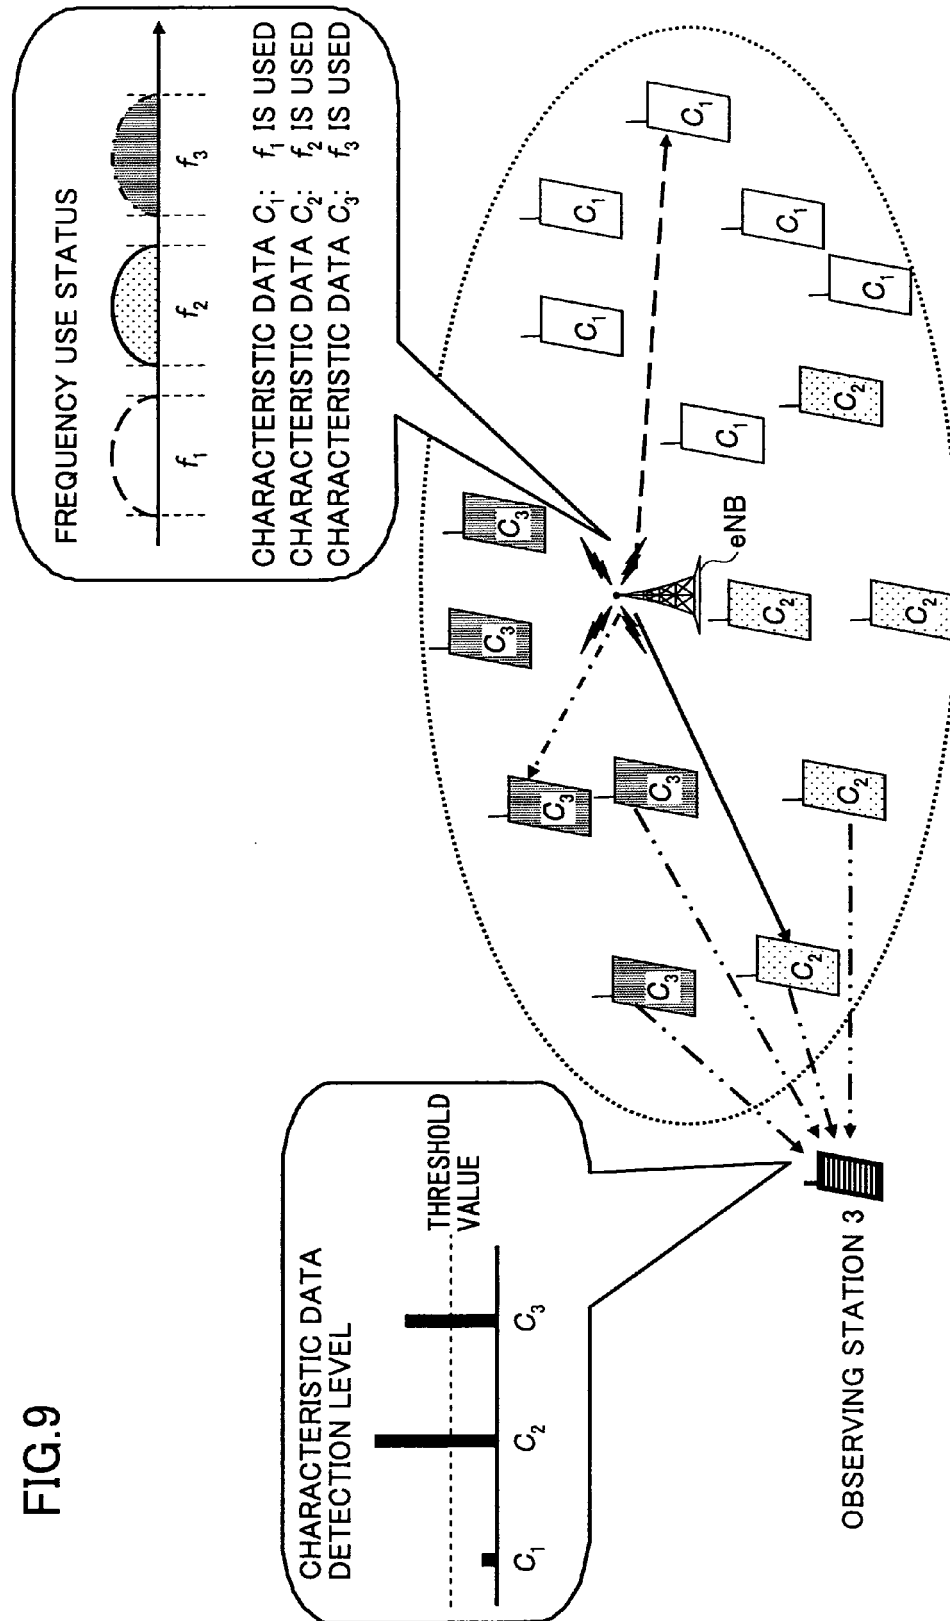 FIG.9
CHARACTERISTIC DATA
DETECTION LEVEL
THRESHOLD
VALUE
C1
C2
C3
OBSERVING STATION 3
FREQUENCY USE STATUS
f1
f2
f3
CHARACTERISTIC DATA C1: f1 IS USED
CHARACTERISTIC DATA C2: f2 IS USED
CHARACTERISTIC DATA C3: f3 IS USED
C3
C3
C3
C3
C3
C2
C2
C2
C2
C2
eNB
C1
C1
C1
C1
C1
C1